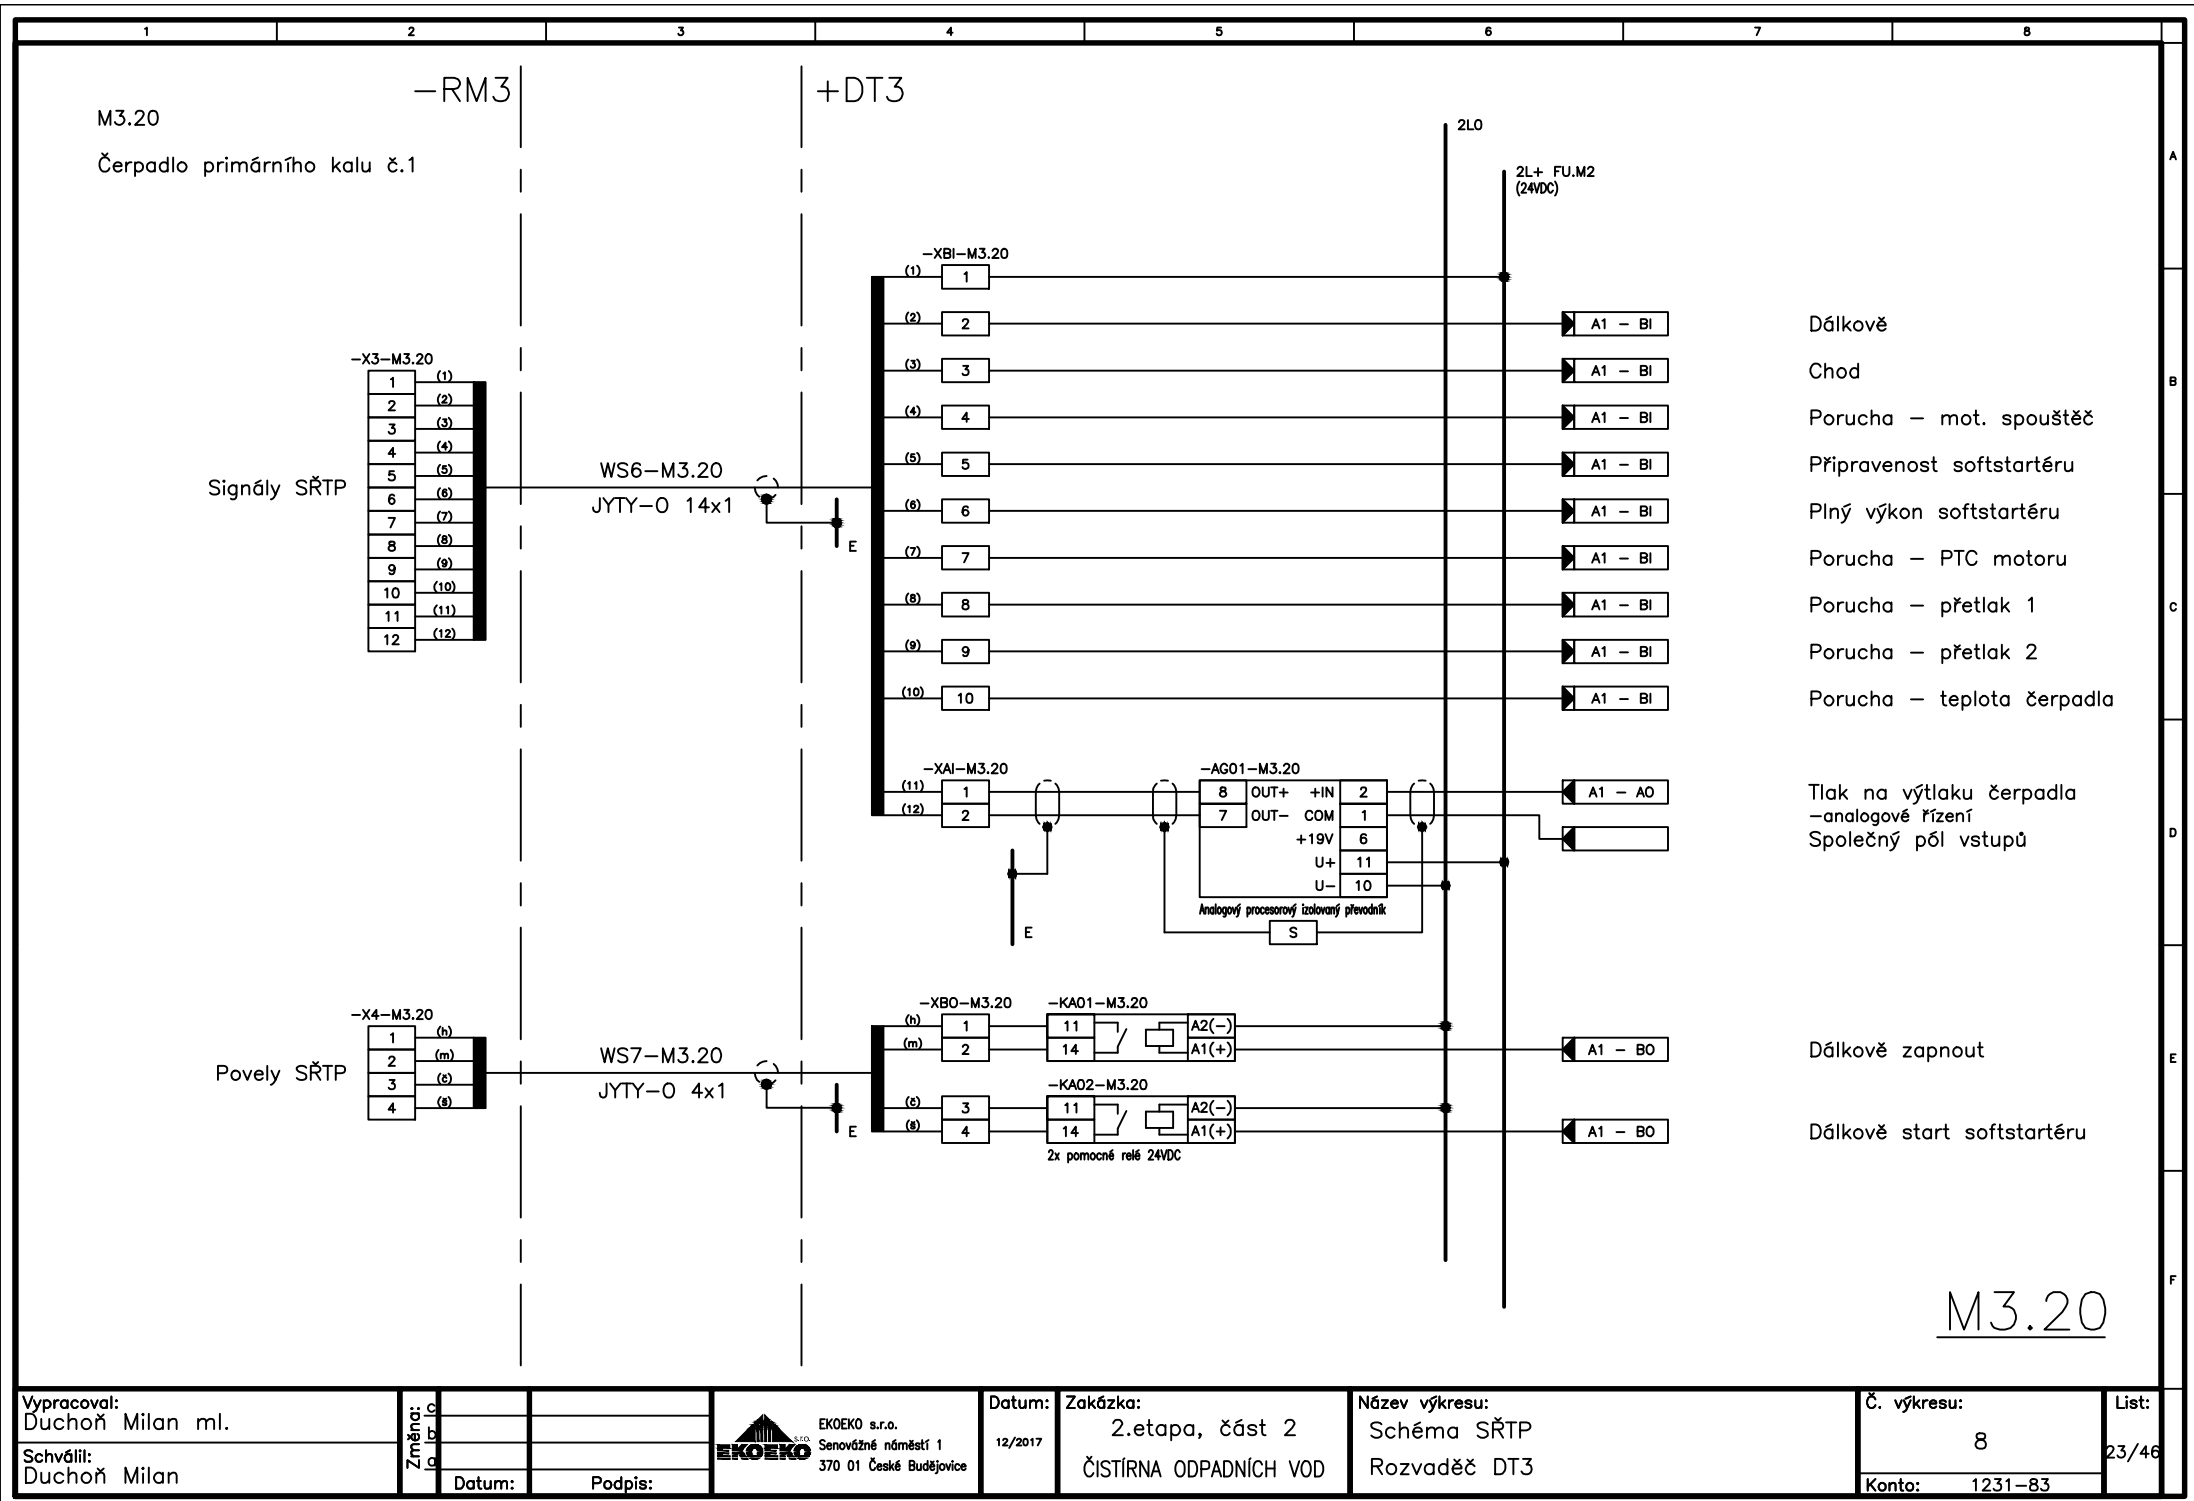 1 2 3 4 5 6 7 8
-RM3
+DT3
M3.20
Čerpadlo primárního kalu č.1
2L0
2L+ FU.M2
(24VDC)
A
B
C
D
E
F
-XBI-M3.20
(1) 1
(2) 2 A1 - BI Dálkově
(3) 3 A1 - BI Chod
(4) 4 A1 - BI Porucha - mot. spouštěč
(5) 5 A1 - BI Připravenost softstartéru
(6) 6 A1 - BI Plný výkon softstartéru
(7) 7 A1 - BI Porucha - PTC motoru
(8) 8 A1 - BI Porucha - přetlak 1
(9) 9 A1 - BI Porucha - přetlak 2
(10) 10 A1 - BI Porucha - teplota čerpadla
-X3-M3.20
1 (1)
2 (2)
3 (3)
4 (4)
5 (5)
6 (6)
7 (7)
8 (8)
9 (9)
10 (10)
11 (11)
12 (12)
Signály SŘTP
WS6-M3.20
JYTY-O 14x1
E
-XAI-M3.20
(11) 1
(12) 2
-AG01-M3.20
8 OUT+ +IN 2
7 OUT- COM 1
+19V 6
U+ 11
U- 10
Analogový procesorový izolovaný převodník
S
E
A1 - AO Tlak na výtlaku čerpadla
-analogové řízení
Společný pól vstupů
-X4-M3.20
1 (h)
2 (m)
3 (č)
4 (š)
Povely SŘTP
WS7-M3.20
JYTY-O 4x1
E
-XBO-M3.20
(h) 1
(m) 2
(č) 3
(š) 4
-KA01-M3.20
11 A2(-)
14 A1(+)
A1 - BO Dálkově zapnout
-KA02-M3.20
11 A2(-)
14 A1(+)
2x pomocné relé 24VDC
A1 - BO Dálkově start softstartéru
M3.20
Vypracoval:
Duchoň Milan ml.
Schválil:
Duchoň Milan
Změna:
c
b
a
Datum: Podpis:
EKOEKO s.r.o.
EKOEKO s.r.o.
Senovážné náměstí 1
370 01 České Budějovice
Datum:
12/2017
Zakázka:
2.etapa, část 2
ČISTÍRNA ODPADNÍCH VOD
Název výkresu:
Schéma SŘTP
Rozvaděč DT3
Č. výkresu:
8
Konto: 1231-83
List:
23/46